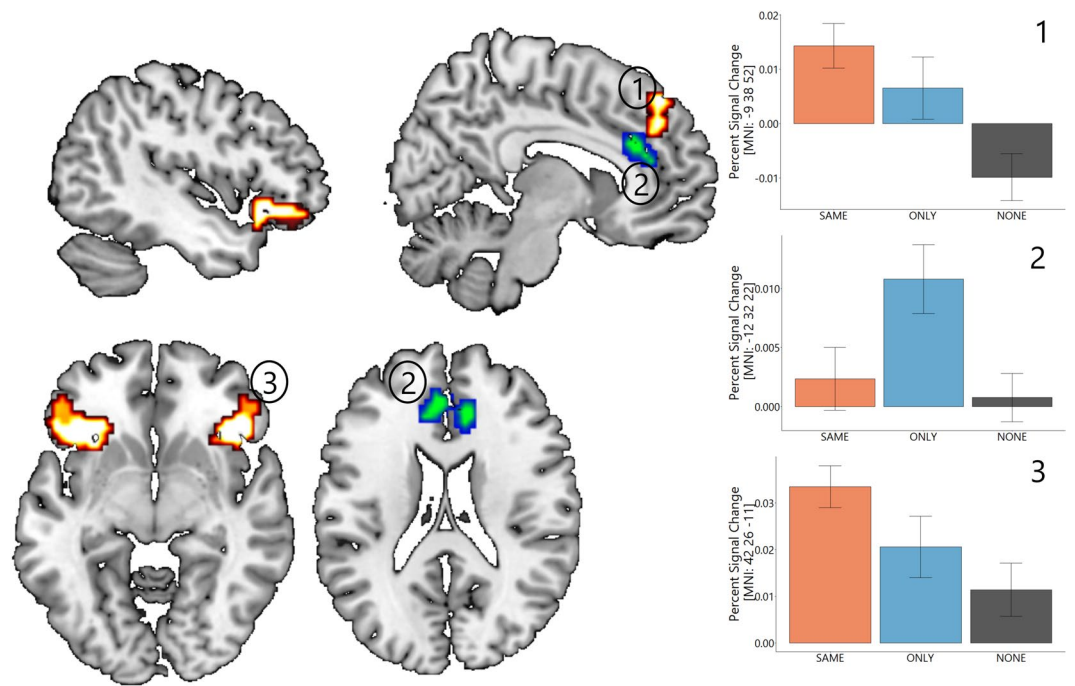 1
2
3
2
1
Percent Signal Change
[MNI: -9 38 52]
0.02
0.01
0.00
-0.01
SAME ONLY NONE
2
Percent Signal Change
[MNI: -12 32 22]
0.010
0.005
0.000
SAME ONLY NONE
3
Percent Signal Change
[MNI: 42 26 -11]
0.03
0.02
0.01
0.00
SAME ONLY NONE